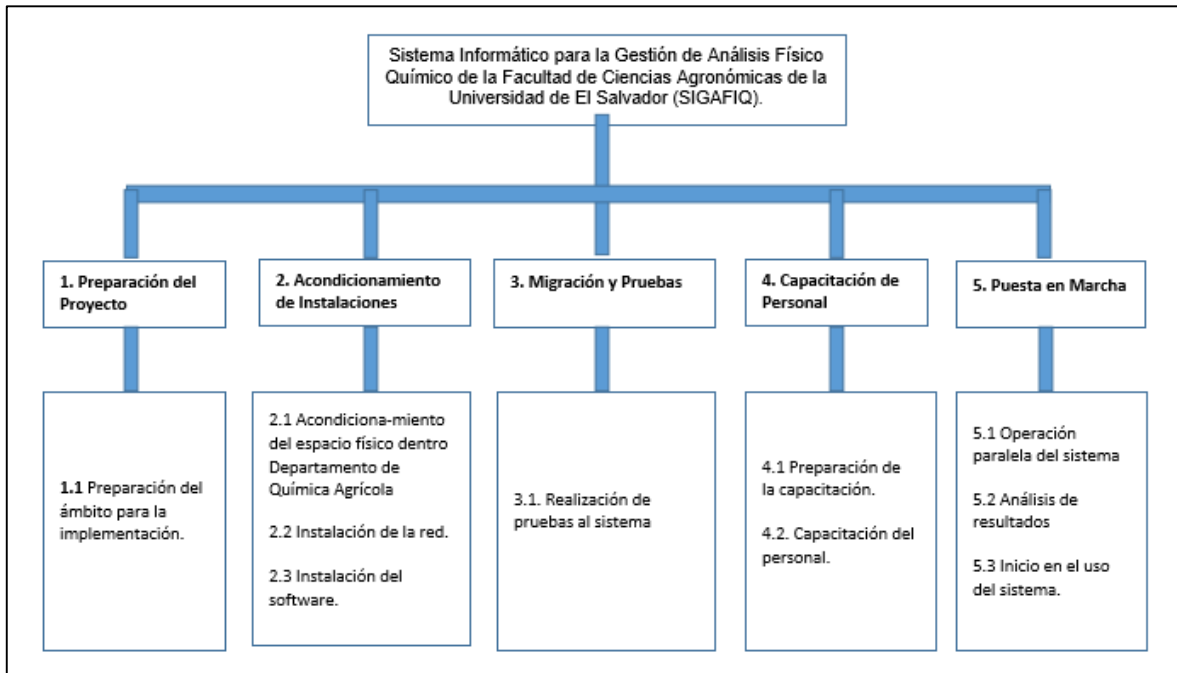 Sistema Informático para la Gestión de Análisis Físico
Químico de la Facultad de Ciencias Agronómicas de la
Universidad de El Salvador (SIGAFIQ).
1. Preparación del
Proyecto
2. Acondicionamiento
de Instalaciones
3. Migración y Pruebas
4. Capacitación de
Personal
5. Puesta en Marcha
1.1 Preparación del
ámbito para la
implementación.
2.1 Acondiciona-miento
del espacio físico dentro
Departamento de
Química Agrícola
2.2 Instalación de la red.
2.3 Instalación del
software.
3.1. Realización de
pruebas al sistema
4.1 Preparación de
la capacitación.
4.2. Capacitación del
personal.
5.1 Operación
paralela del sistema
5.2 Análisis de
resultados
5.3 Inicio en el uso
del sistema.